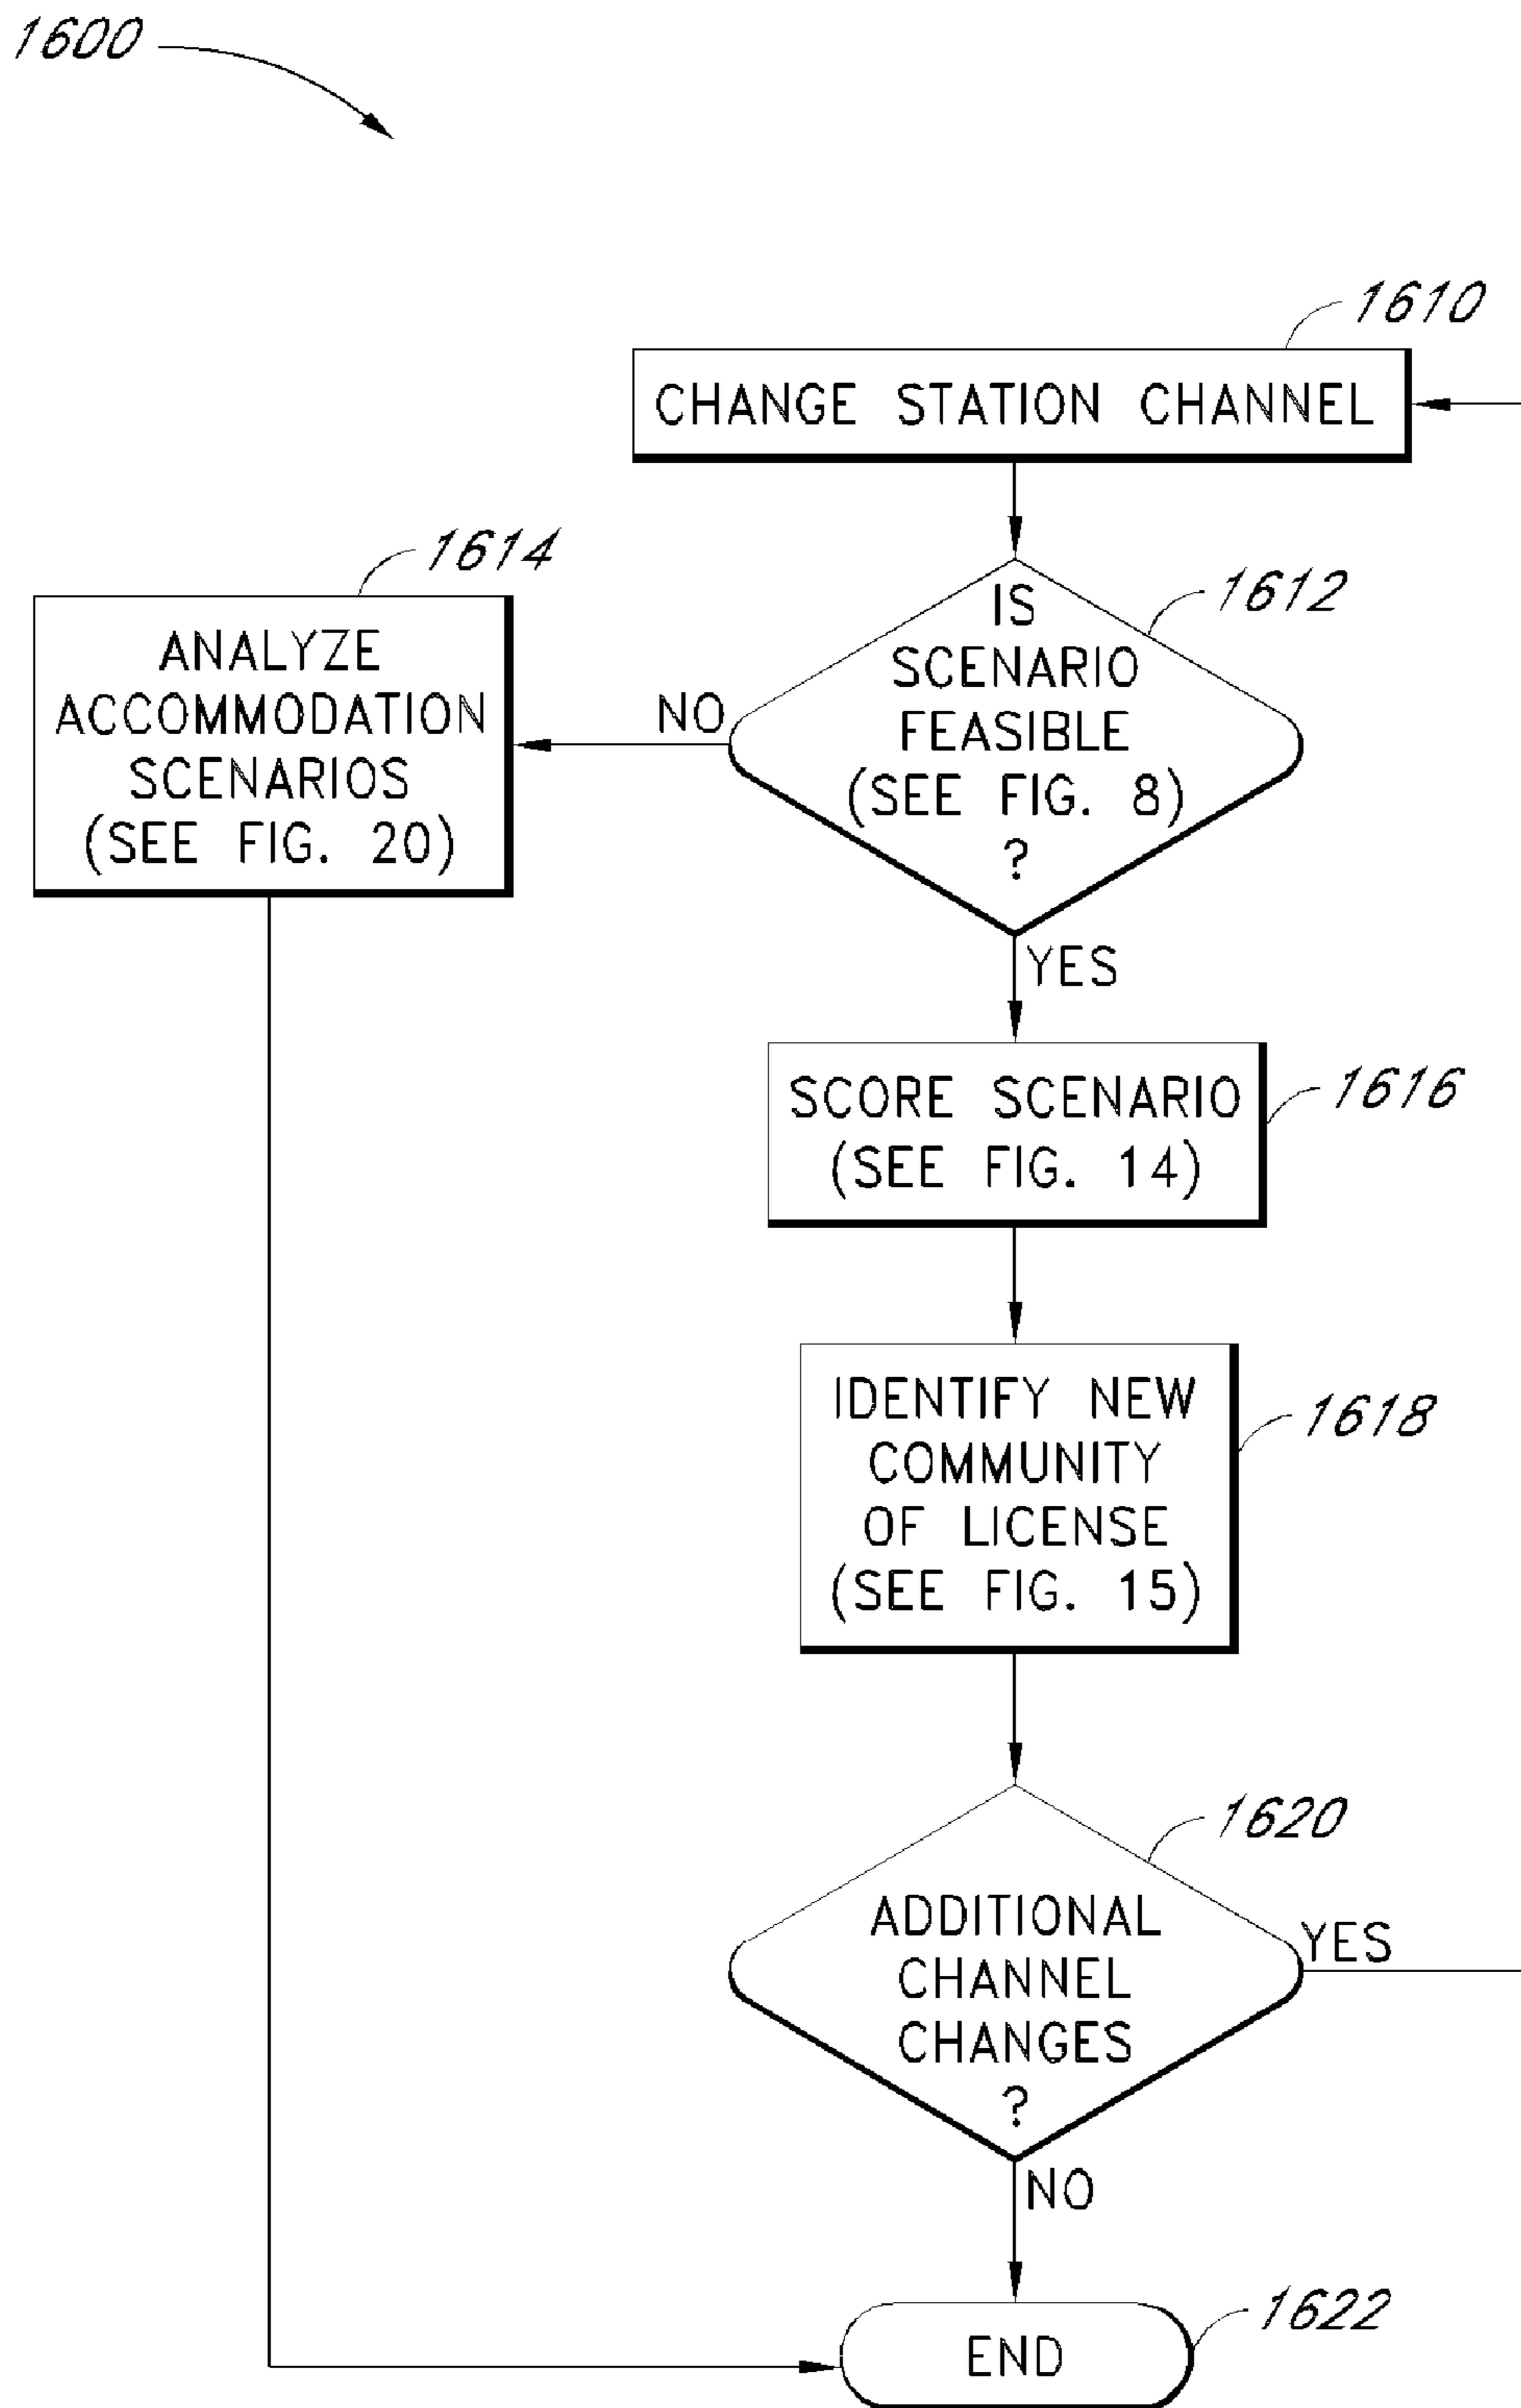 1600
1610
CHANGE STATION CHANNEL
1614
ANALYZE
ACCOMMODATION
SCENARIOS
(SEE FIG. 20)
NO
1612
IS
SCENARIO
FEASIBLE
(SEE FIG. 8)
?
YES
SCORE SCENARIO
(SEE FIG. 14)
1616
IDENTIFY NEW
COMMUNITY
OF LICENSE
(SEE FIG. 15)
1618
1620
ADDITIONAL
CHANNEL
CHANGES
?
YES
NO
END
1622